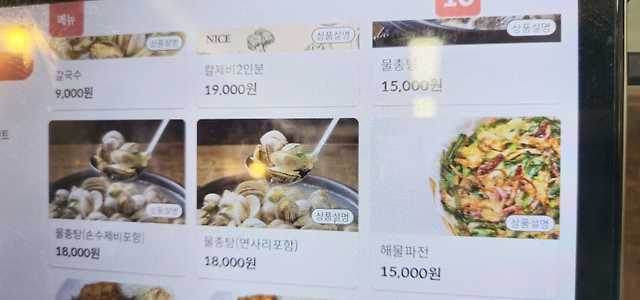 메뉴
상품설명
NICE
상품설명
상품설명
칼국수
9,000원
칼제비2인분
19,000원
물총탕
15,000원
상품설명
상품설명
상품설명
물총탕(손수제비포함)
18,000원
물총탕(면사리포함)
18,000원
해물파전
15,000원